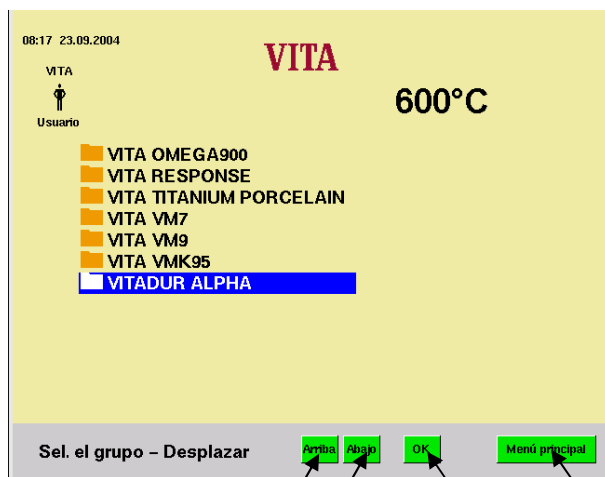 08:17 23.09.2004
VITA
VITA
600°C
Usuario
VITA OMEGA900
VITA RESPONSE
VITA TITANIUM PORCELAIN
VITA VM7
VITA VM9
VITA VMK95
VITADUR ALPHA
Sel. el grupo – Desplazar Arriba Abajo OK Menú principal